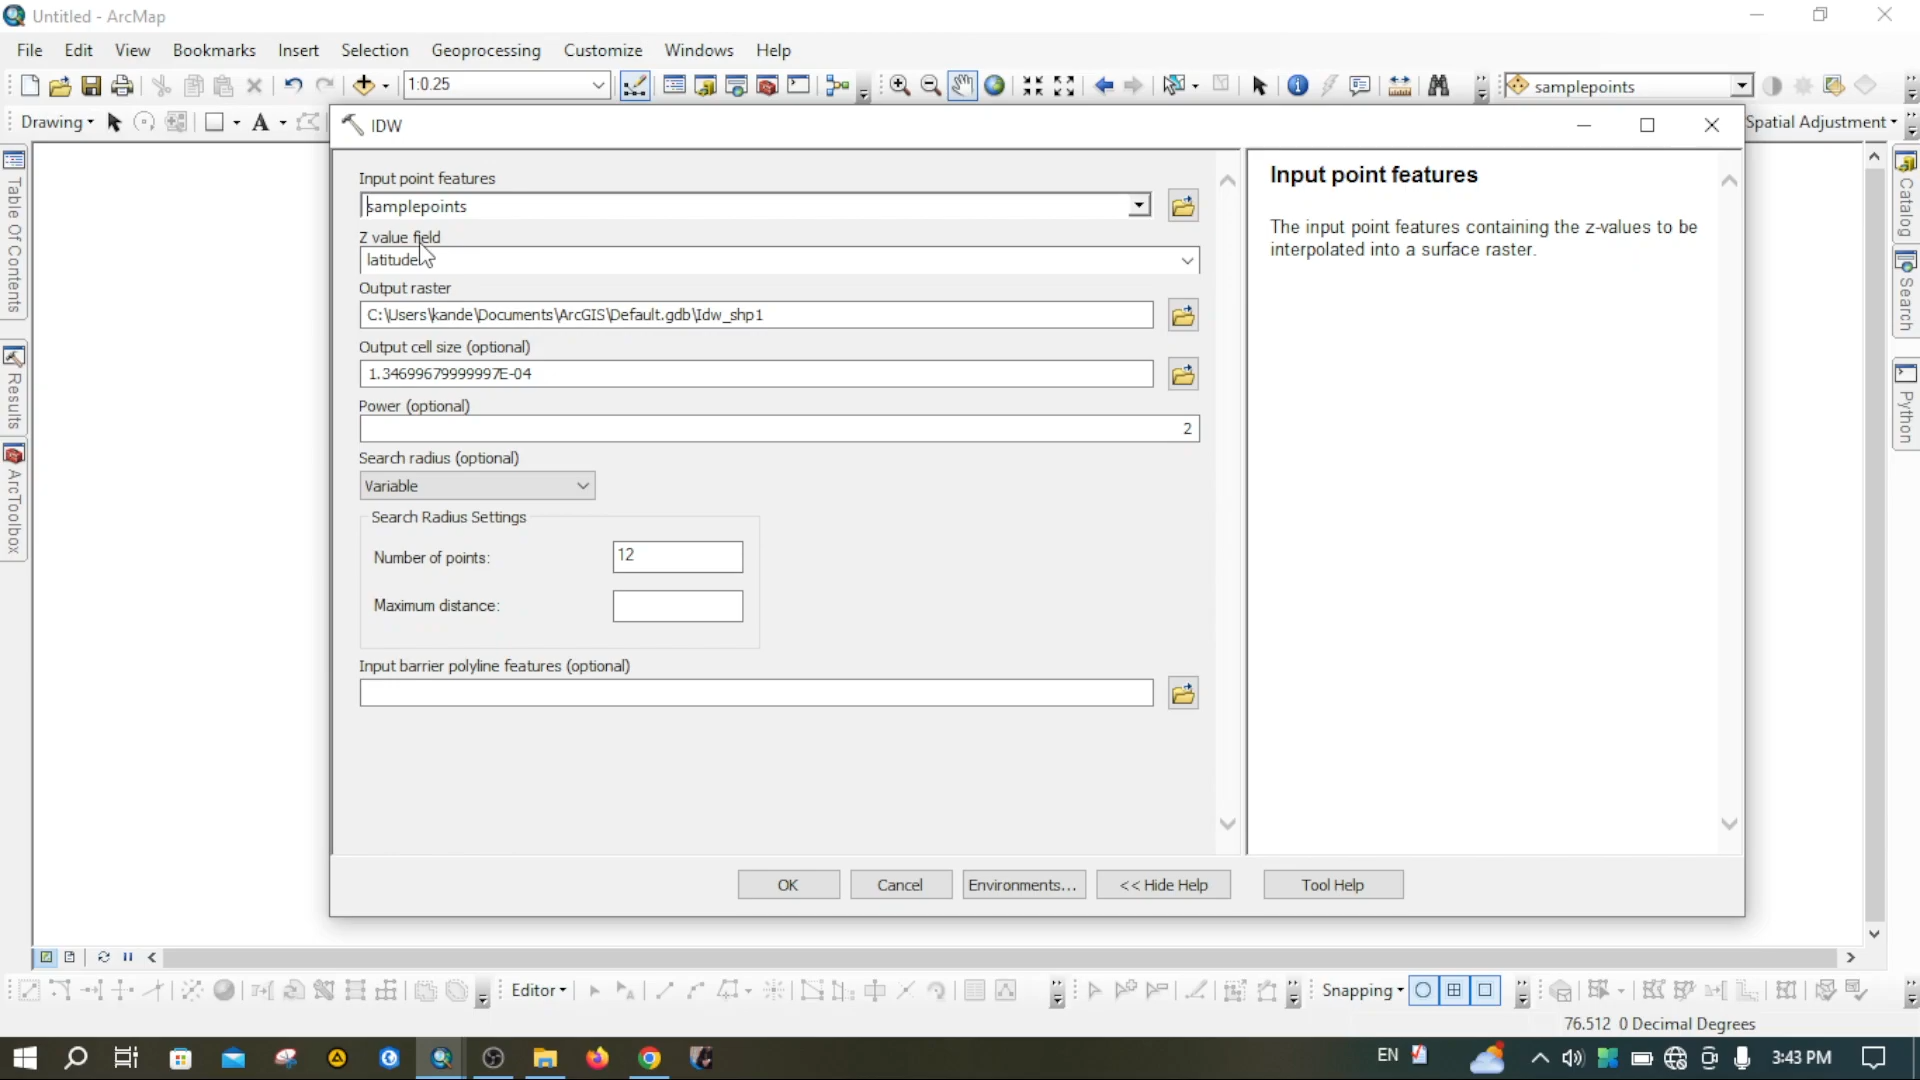 Untitled - ArcMap
File Edit View Bookmarks Insert Selection Geoprocessing Customize Windows Help
1:0.25
samplepoints
Drawing
A
IDW
Spatial Adjustment
Table Of Contents
Results
ArcToolbox
Input point features
samplepoints
Z value field
latitude
Output raster
C:\Users\kande\Documents\ArcGIS\Default.gdb\Idw_shp1
Output cell size (optional)
1.34699679999997E-04
Power (optional)
2
Search radius (optional)
Variable
Search Radius Settings
Number of points:
12
Maximum distance:
Input barrier polyline features (optional)
OK
Cancel
Environments...
<< Hide Help
Tool Help
Input point features
The input point features containing the z-values to be
interpolated into a surface raster.
Catalog
Search
Python
Editor
Snapping
76.512 0 Decimal Degrees
EN
3:43 PM